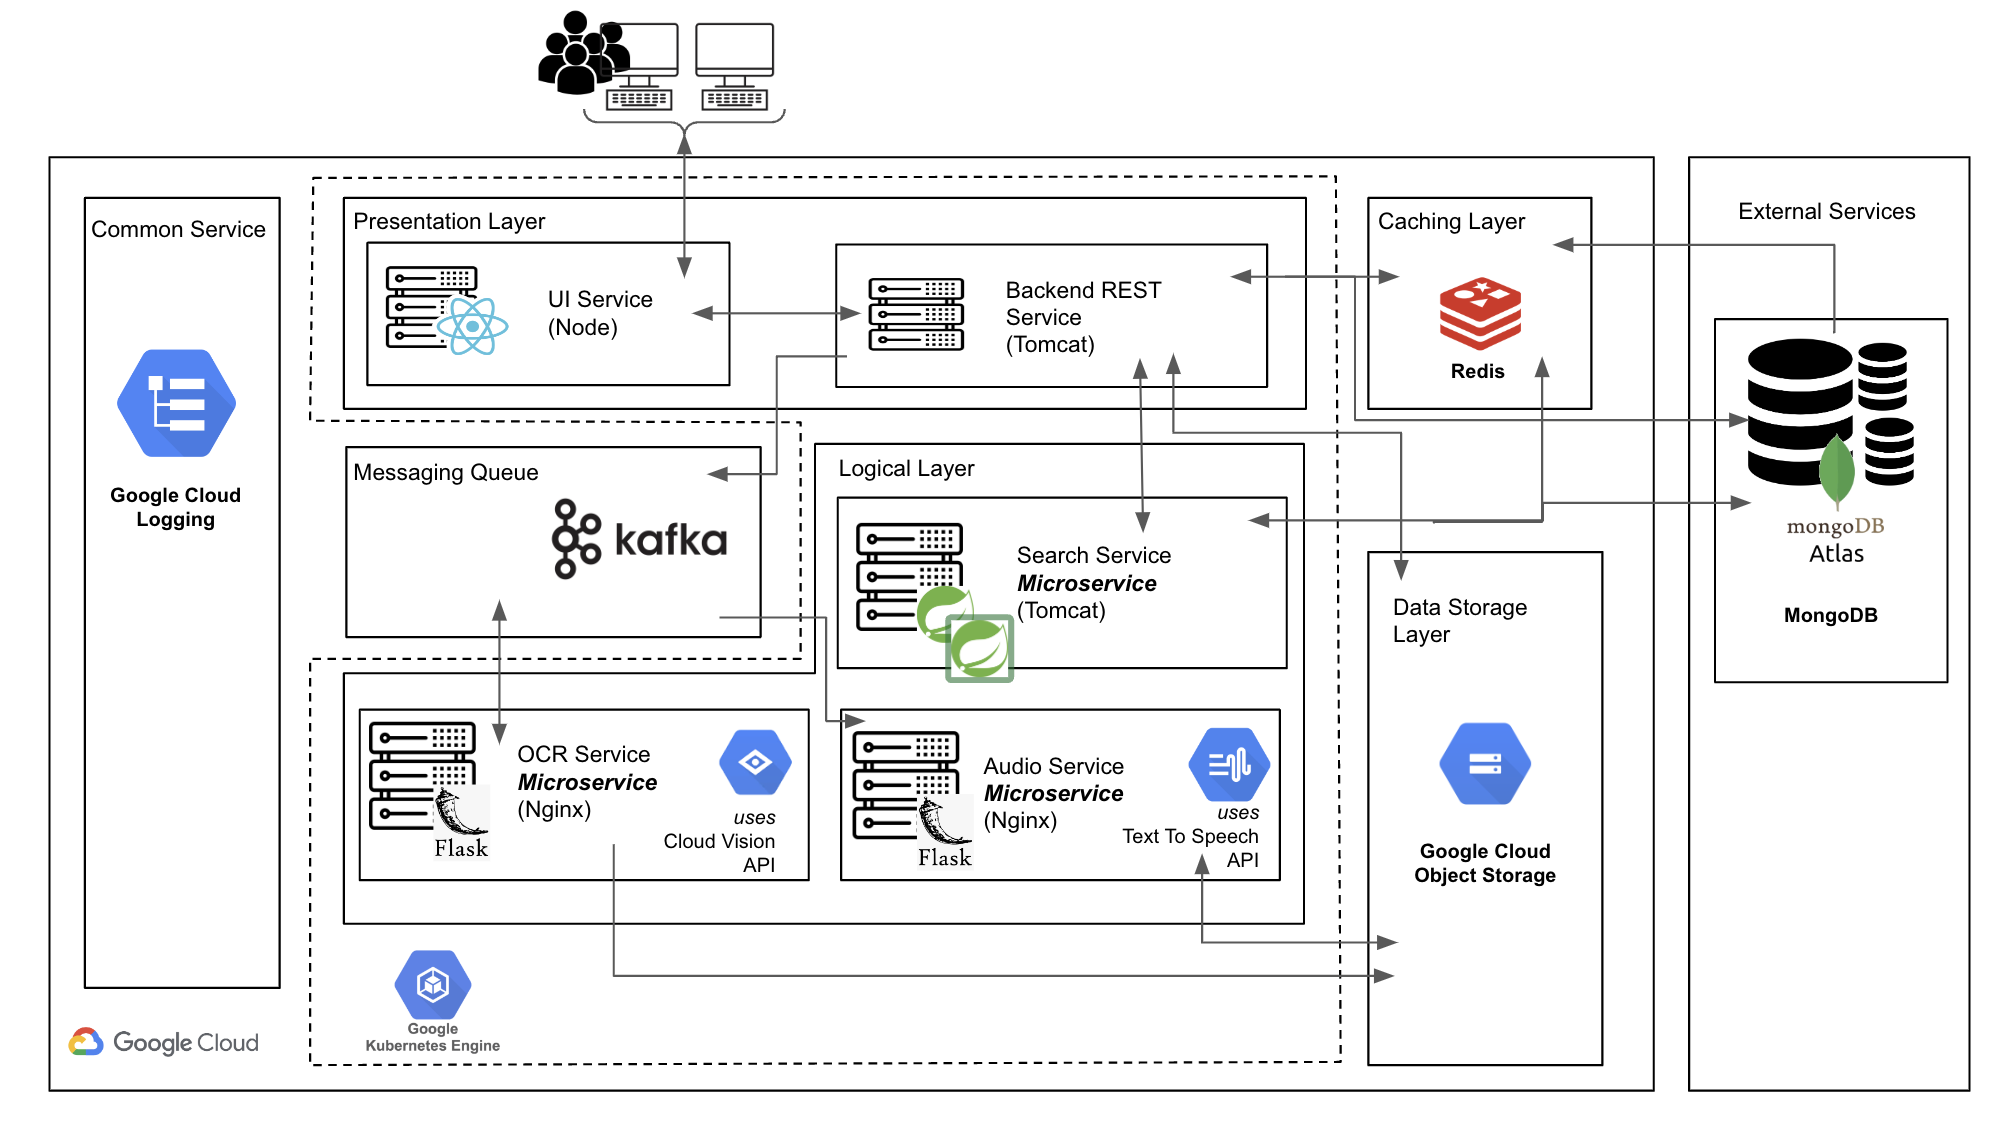 Common Service
Google Cloud
Logging
Google Cloud
Presentation Layer
UI Service
(Node)
Backend REST
Service
(Tomcat)
Caching Layer
Redis
External Services
mongoDB
Atlas
MongoDB
Messaging Queue
kafka
Logical Layer
Search Service
Microservice
(Tomcat)
OCR Service
Microservice
(Nginx)
Flask
uses
Cloud Vision
API
Audio Service
Microservice
(Nginx)
Flask
uses
Text To Speech
API
Data Storage
Layer
Google Cloud
Object Storage
Google
Kubernetes Engine